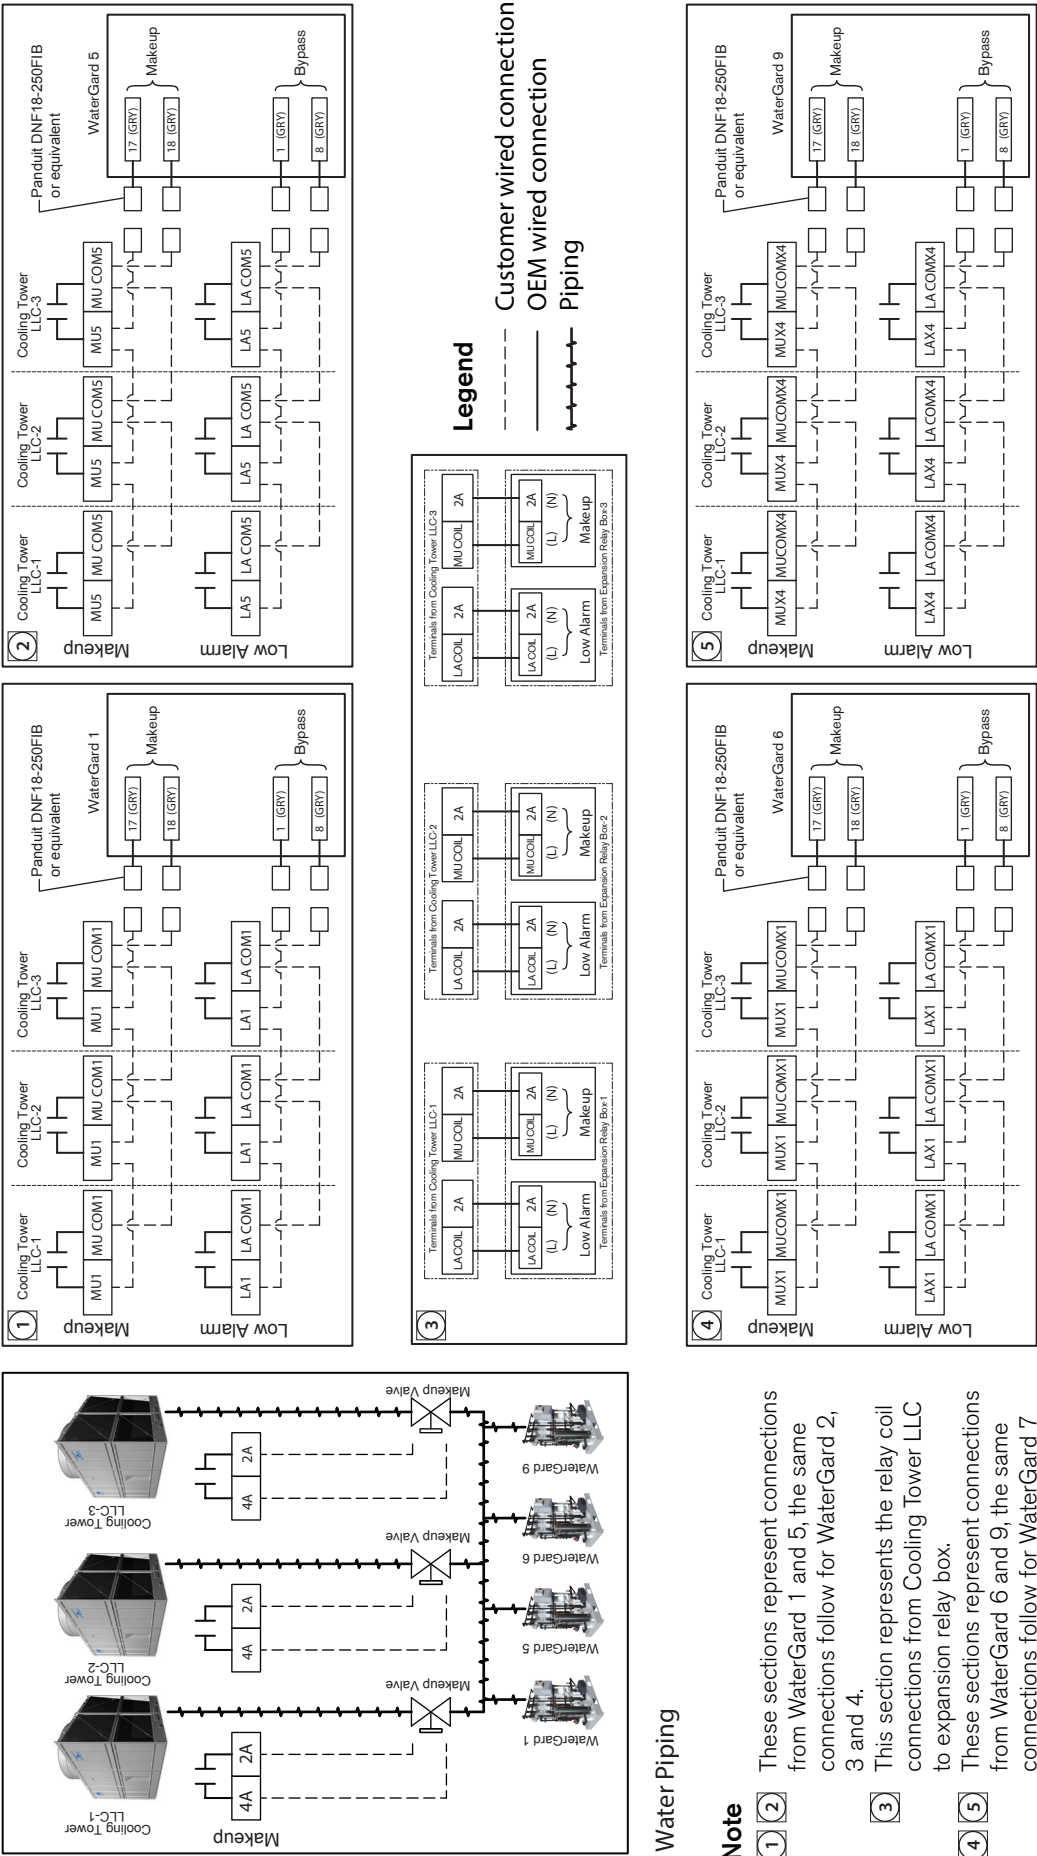 Cooling Tower
LLC-1
Cooling Tower
LLC-2
Cooling Tower
LLC-3
Makeup
4A 2A
4A 2A
4A 2A
Makeup Valve
Makeup Valve
Makeup Valve
WaterGard 1
WaterGard 5
WaterGard 6
WaterGard 9
Water Piping
Note
1 2 These sections represent connections
from WaterGard 1 and 5, the same
connections follow for WaterGard 2,
3 and 4.
3 This section represents the relay coil
connections from Cooling Tower LLC
to expansion relay box.
4 5 These sections represent connections
from WaterGard 6 and 9, the same
connections follow for WaterGard 7
1
Cooling Tower
LLC-1
Cooling Tower
LLC-2
Cooling Tower
LLC-3
Panduit DNF18-250FIB
or equivalent
WaterGard 1
Makeup
MU1 MU COM1
MU1 MU COM1
MU1 MU COM1
17 (GRY)
18 (GRY)
Makeup
Low Alarm
LA1 LA COM1
LA1 LA COM1
LA1 LA COM1
1 (GRY)
8 (GRY)
Bypass
2
Cooling Tower
LLC-1
Cooling Tower
LLC-2
Cooling Tower
LLC-3
Panduit DNF18-250FIB
or equivalent
WaterGard 5
Makeup
MU5 MU COM5
MU5 MU COM5
MU5 MU COM5
17 (GRY)
18 (GRY)
Makeup
Low Alarm
LA5 LA COM5
LA5 LA COM5
LA5 LA COM5
1 (GRY)
8 (GRY)
Bypass
3
Terminals from Cooling Tower LLC-1
LA COIL 2A MU COIL 2A
LA COIL 2A MU COIL 2A
(L) (N) (L) (N)
Low Alarm Makeup
Terminals from Expansion Relay Box-1
Terminals from Cooling Tower LLC-2
LA COIL 2A MU COIL 2A
LA COIL 2A MU COIL 2A
(L) (N) (L) (N)
Low Alarm Makeup
Terminals from Expansion Relay Box-2
Terminals from Cooling Tower LLC-3
LA COIL 2A MU COIL 2A
LA COIL 2A MU COIL 2A
(L) (N) (L) (N)
Low Alarm Makeup
Terminals from Expansion Relay Box-3
Legend
Customer wired connection
OEM wired connection
Piping
4
Cooling Tower
LLC-1
Cooling Tower
LLC-2
Cooling Tower
LLC-3
Panduit DNF18-250FIB
or equivalent
WaterGard 6
Makeup
MUX1 MUCOMX1
MUX1 MUCOMX1
MUX1 MUCOMX1
17 (GRY)
18 (GRY)
Makeup
Low Alarm
LAX1 LA COMX1
LAX1 LA COMX1
LAX1 LA COMX1
1 (GRY)
8 (GRY)
Bypass
5
Cooling Tower
LLC-1
Cooling Tower
LLC-2
Cooling Tower
LLC-3
Panduit DNF18-250FIB
or equivalent
WaterGard 9
Makeup
MUX4 MUCOMX4
MUX4 MUCOMX4
MUX4 MUCOMX4
17 (GRY)
18 (GRY)
Makeup
Low Alarm
LAX4 LA COMX4
LAX4 LA COMX4
LAX4 LA COMX4
1 (GRY)
8 (GRY)
Bypass